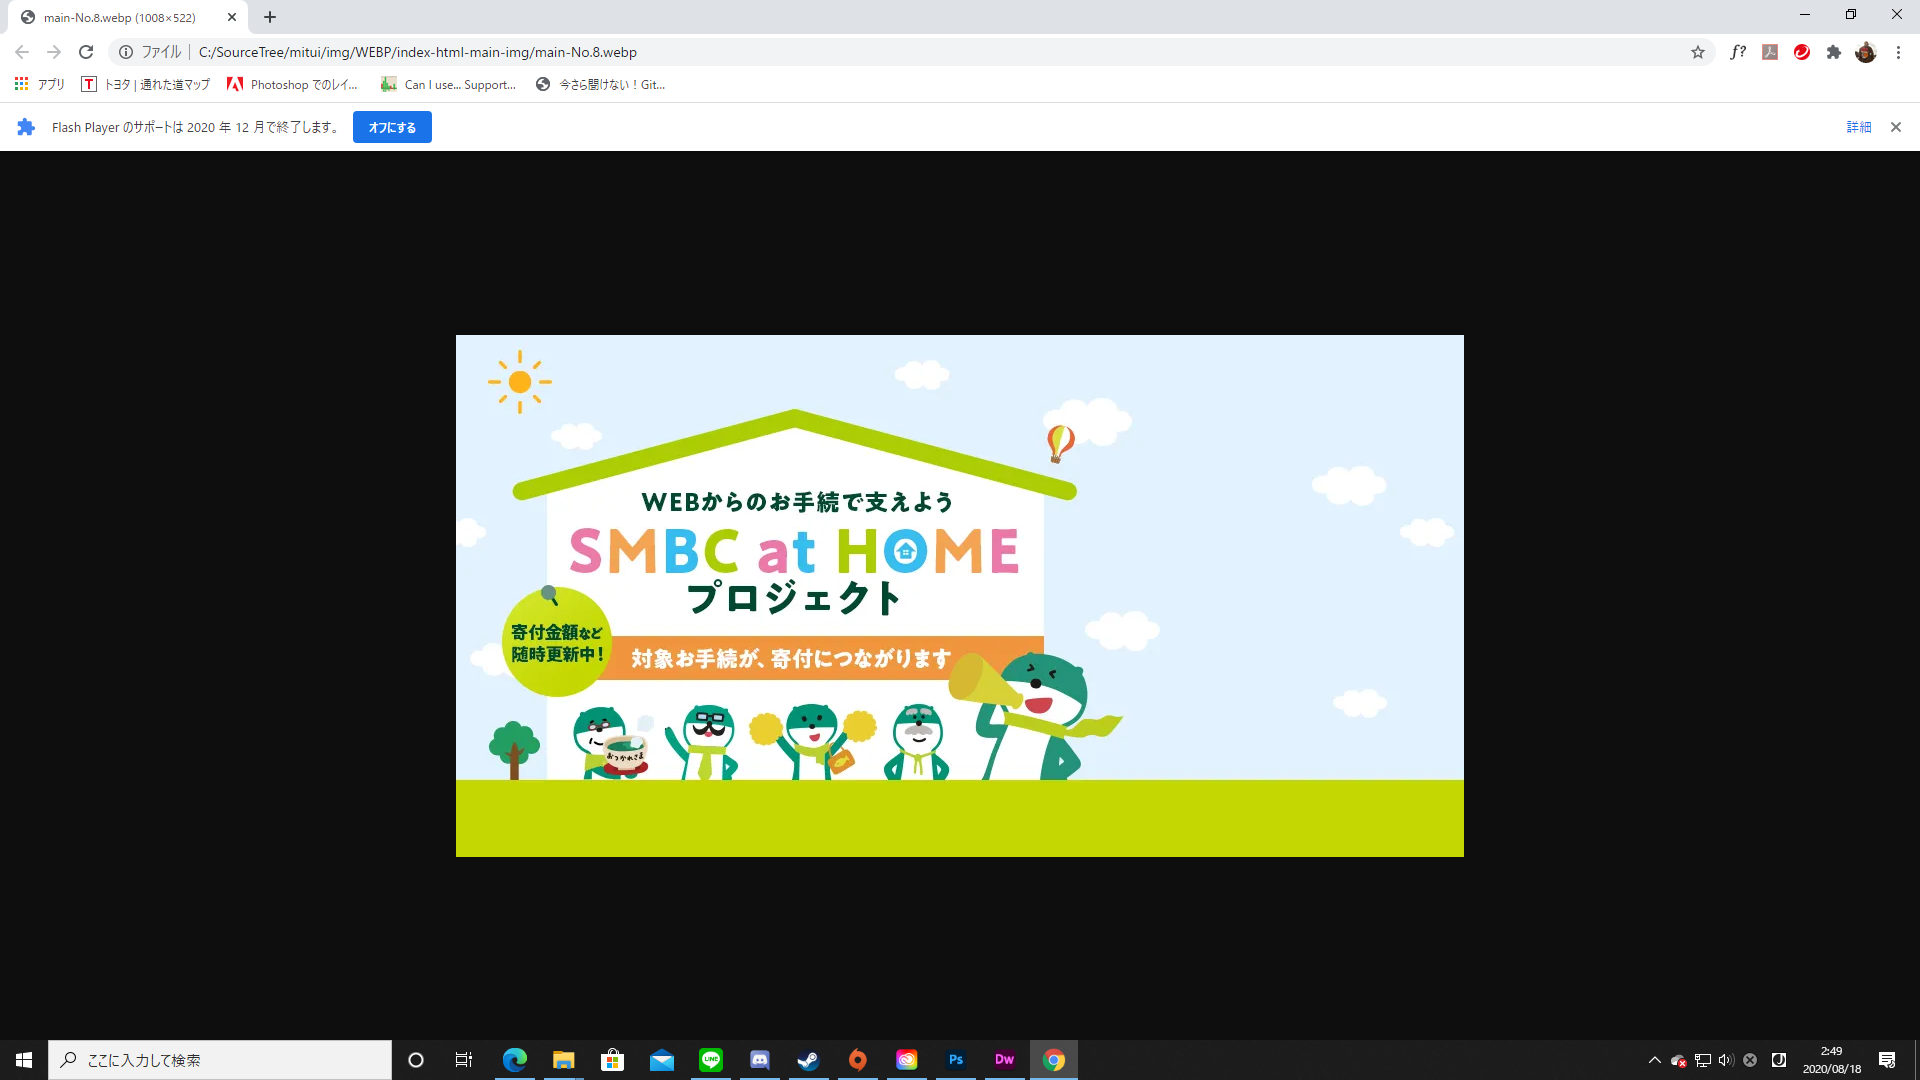 main-No.8.webp (1008×522)
ファイル
C:/SourceTree/mitui/img/WEBP/index-html-main-img/main-No.8.webp
f?
アプリ
T
トヨタ | 通れた道マップ
Photoshop でのレイ...
Can I use... Support...
今さら聞けない！Git...
Flash Player のサポートは 2020 年 12 月で終了します。
オフにする
詳細
WEBからのお手続で支えよう
SMBC at HOME
プロジェクト
寄付金額など
随時更新中！
対象お手続が、寄付につながります
おつかれさま
ここに入力して検索
LINE
Ps
Dw
2:49
2020/08/18